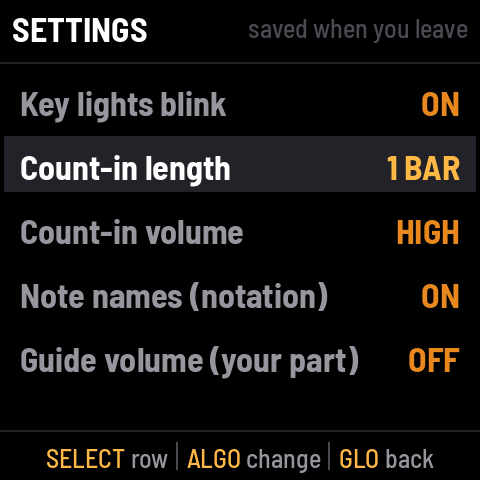 SETTINGS saved when you leave
Key lights blink ON
Count-in length 1 BAR
Count-in volume HIGH
Note names (notation) ON
Guide volume (your part) OFF
SELECT row | ALGO change | GLO back